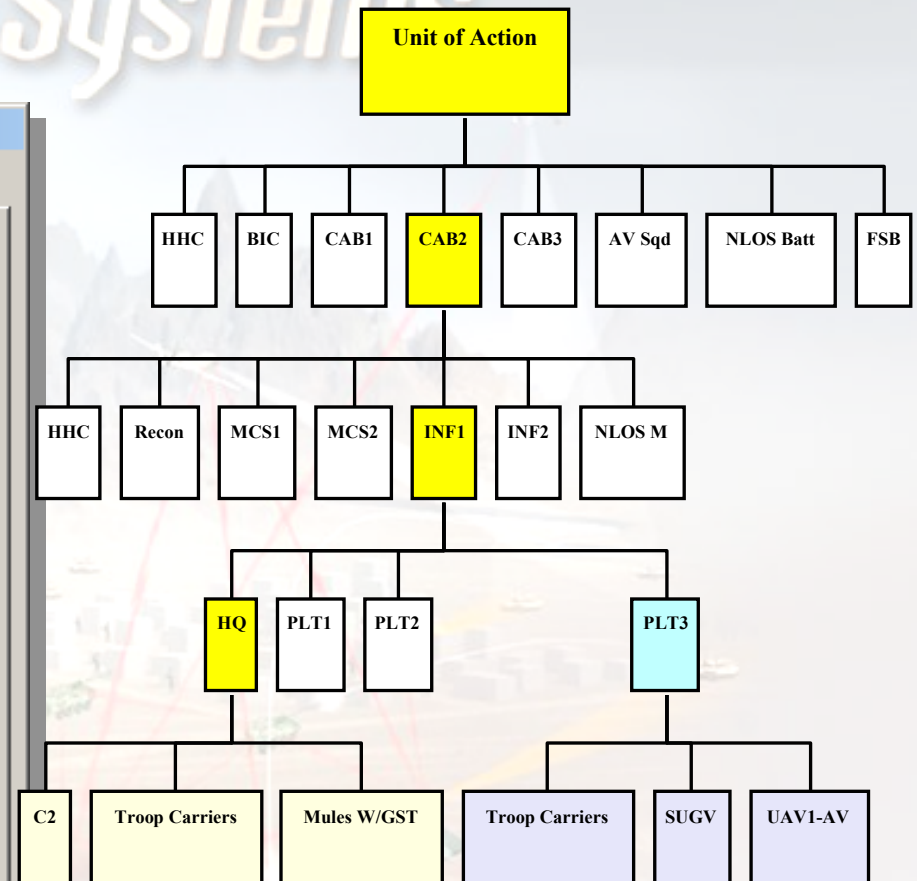 Systems
Unit of Action
HHC BIC CAB1 CAB2 CAB3 AV Sqd NLOS Batt FSB
HHC Recon MCS1 MCS2 INF1 INF2 NLOS M
HQ PLT1 PLT2 PLT3
C2 Troop Carriers Mules W/GST Troop Carriers SUGV UAV1-AV